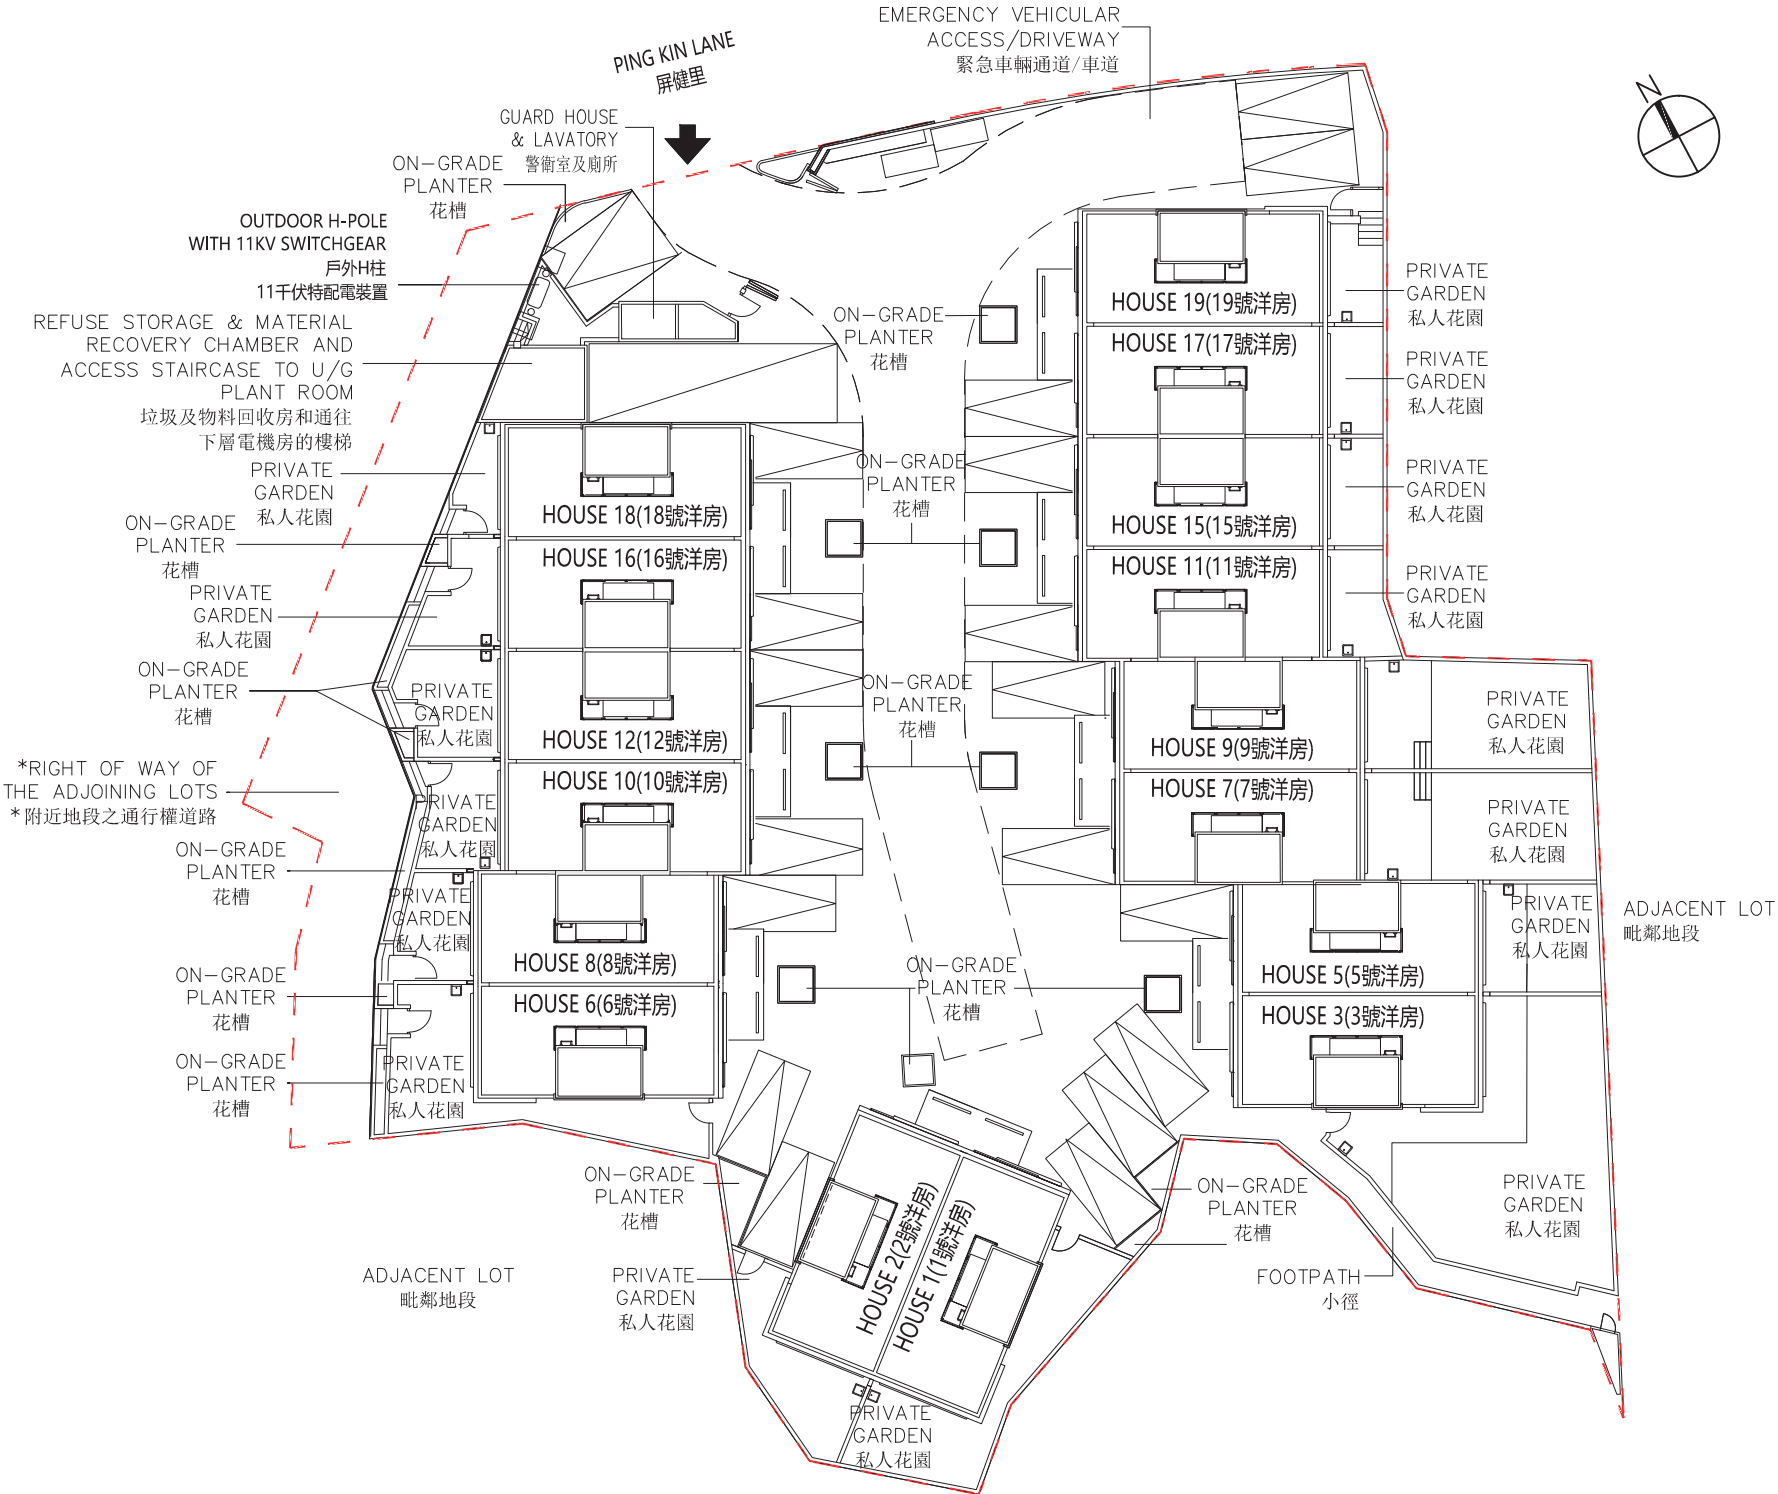 EMERGENCY VEHICULAR
ACCESS/DRIVEWAY
緊急車輛通道/車道
PING KIN LANE
屏健里
N
GUARD HOUSE
& LAVATORY
警衛室及廁所
ON-GRADE
PLANTER
花槽
OUTDOOR H-POLE
WITH 11KV SWITCHGEAR
戶外H柱
11千伏特配電裝置
REFUSE STORAGE & MATERIAL
RECOVERY CHAMBER AND
ACCESS STAIRCASE TO U/G
PLANT ROOM
垃圾及物料回收房和通往
下層電機房的樓梯
PRIVATE
GARDEN
私人花園
ON-GRADE
PLANTER
花槽
PRIVATE
GARDEN
私人花園
ON-GRADE
PLANTER
花槽
*RIGHT OF WAY OF
THE ADJOINING LOTS
*附近地段之通行權道路
ON-GRADE
PLANTER
花槽
ON-GRADE
PLANTER
花槽
ON-GRADE
PLANTER
花槽
PRIVATE
GARDEN
私人花園
PRIVATE
GARDEN
私人花園
PRIVATE
GARDEN
私人花園
PRIVATE
GARDEN
私人花園
HOUSE 18(18號洋房)
HOUSE 16(16號洋房)
HOUSE 12(12號洋房)
HOUSE 10(10號洋房)
HOUSE 8(8號洋房)
HOUSE 6(6號洋房)
ON-GRADE
PLANTER
花槽
ON-GRADE
PLANTER
花槽
ON-GRADE
PLANTER
花槽
ON-GRADE
PLANTER
花槽
HOUSE 19(19號洋房)
HOUSE 17(17號洋房)
HOUSE 15(15號洋房)
HOUSE 11(11號洋房)
HOUSE 9(9號洋房)
HOUSE 7(7號洋房)
HOUSE 5(5號洋房)
HOUSE 3(3號洋房)
PRIVATE
GARDEN
私人花園
PRIVATE
GARDEN
私人花園
PRIVATE
GARDEN
私人花園
PRIVATE
GARDEN
私人花園
PRIVATE
GARDEN
私人花園
PRIVATE
GARDEN
私人花園
PRIVATE
GARDEN
私人花園
ADJACENT LOT
毗鄰地段
PRIVATE
GARDEN
私人花園
ON-GRADE
PLANTER
花槽
FOOTPATH
小徑
ON-GRADE
PLANTER
花槽
ADJACENT LOT
毗鄰地段
PRIVATE
GARDEN
私人花園
HOUSE 2(2號洋房)
HOUSE 1(1號洋房)
PRIVATE
GARDEN
私人花園